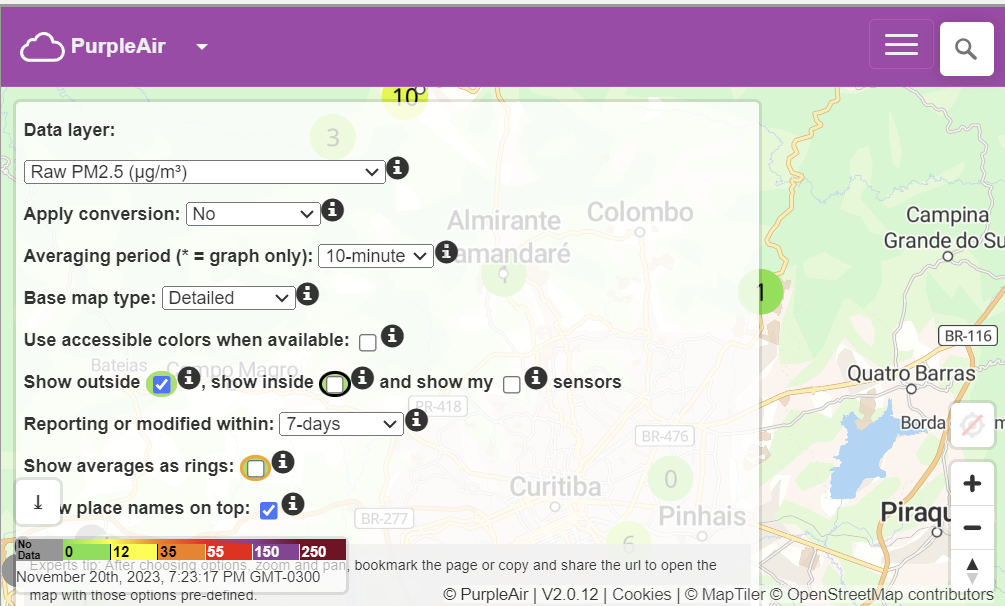 PurpleAir
10
Data layer:
3
Raw PM2.5 (µg/m³)
Apply conversion: No
Almirante
Colombo
Campina
Grande do Su
Averaging period (* = graph only): 10-minute
amandaré
Base map type: Detailed
1
Use accessible colors when available:
BR-116
Bateias
Campo Magro
Quatro Barras
Show outside , show inside and show my sensors
PR-418
Reporting or modified within: 7-days
Borda
BR-476
Show averages as rings:
0
Curitiba
w place names on top:
BR-277
Pinhais
Piraqu
6
No
Data
0 12 35 55 150 250
Experts tip: After choosing options, zoom and pan, bookmark the page or copy and share the url to open the
November 20th, 2023, 7:23:17 PM GMT-0300
map with those options pre-defined.
© PurpleAir | V2.0.12 | Cookies | © MapTiler © OpenStreetMap contributors